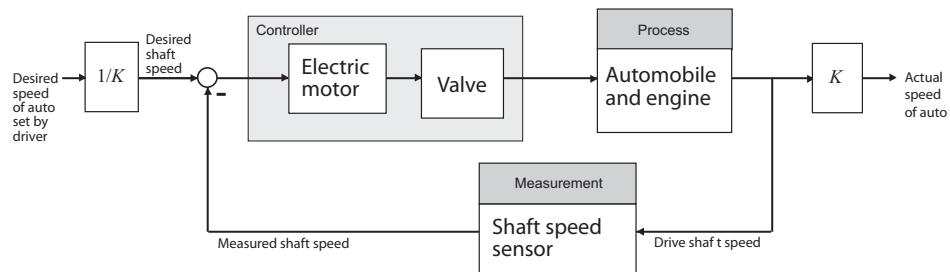 Desired
speed
of auto
set by
driver
1/K
Desired
shaft
speed
-
Controller
Electric
motor
Valve
Process
Automobile
and engine
K
Actual
speed
of auto
Measurement
Shaft speed
sensor
Measured shaft speed
Drive shaf t speed